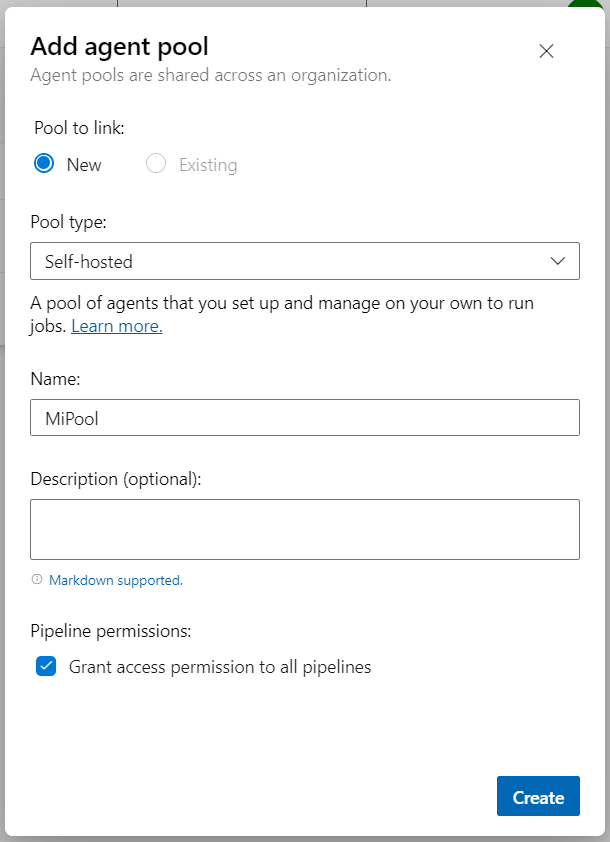 Add agent pool
Agent pools are shared across an organization.
Pool to link:
New Existing
Pool type:
Self-hosted
A pool of agents that you set up and manage on your own to run
jobs. Learn more.
Name:
MiPool
Description (optional):
Markdown supported.
Pipeline permissions:
Grant access permission to all pipelines
Create